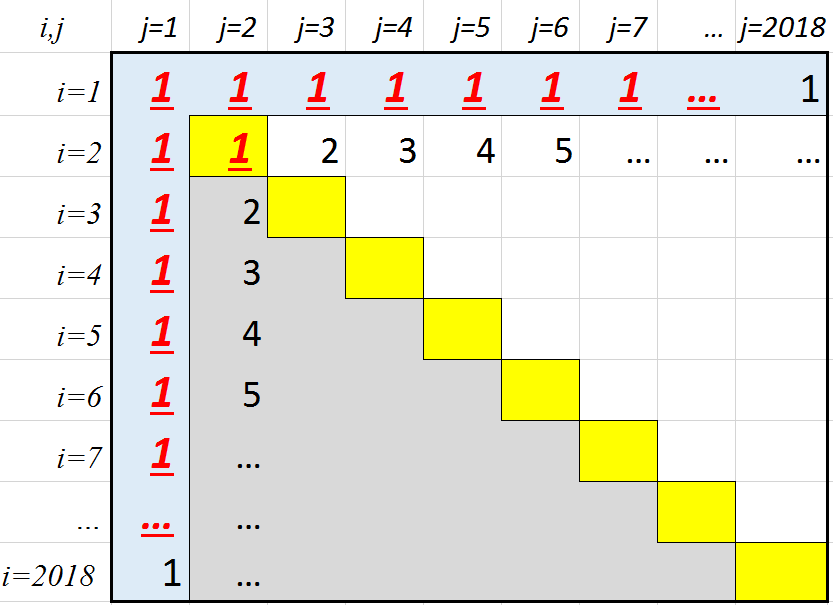 i,j j=1 j=2 j=3 j=4 j=5 j=6 j=7 ... j=2018
i=1 1 1 1 1 1 1 1 ... 1
i=2 1 1 2 3 4 5 ... ... ...
i=3 1 2
i=4 1 3
i=5 1 4
i=6 1 5
i=7 1 ...
... ... ...
i=2018 1 ...